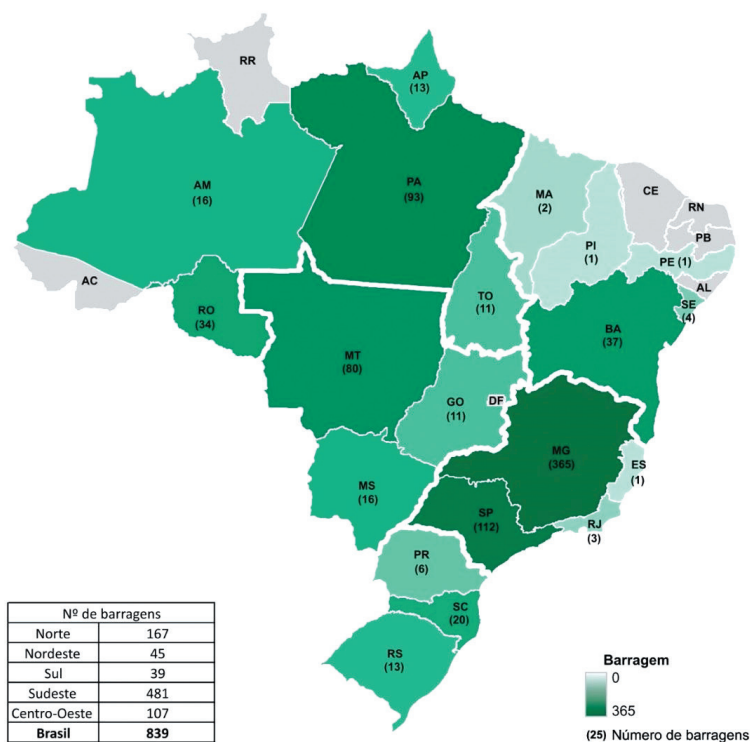 RR
AP
(13)
AM
(16)
PA
(93)
MA
(2)
CE
RN
PB
PI
(1)
PE (1)
AL
SE
(4)
AC
RO
(34)
TO
(11)
BA
(37)
MT
(80)
GO
(11)
DF
MG
(365)
ES
(1)
MS
(16)
SP
(112)
RJ
(3)
PR
(6)
SC
(20)
RS
(13)
Nº de barragens
Norte 167
Nordeste 45
Sul 39
Sudeste 481
Centro-Oeste 107
Brasil 839
Barragem
0
365
(25) Número de barragens